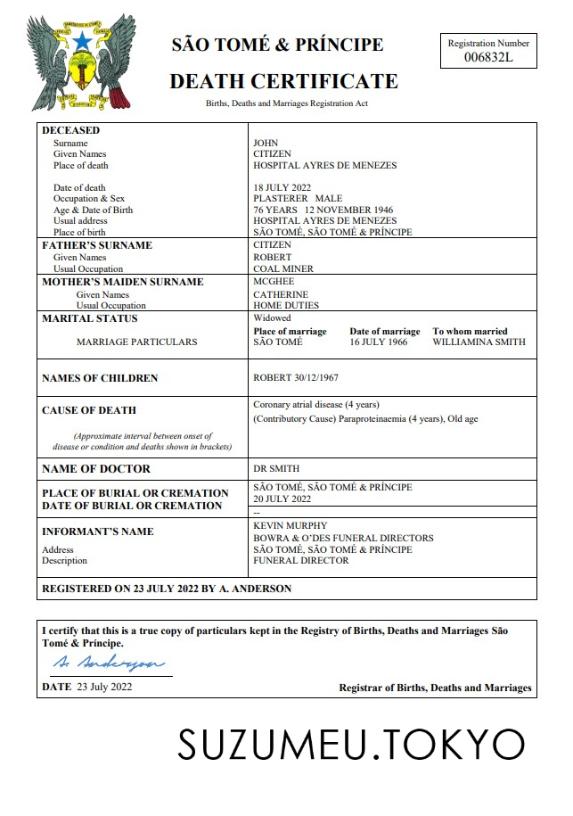 SÃO TOMÉ & PRÍNCIPE
DEATH CERTIFICATE
Births, Deaths and Marriages Registration Act
Registration Number
006832L
DECEASED
Surname JOHN
Given Names CITIZEN
Place of death HOSPITAL AYRES DE MENEZES
Date of death 18 JULY 2022
Occupation & Sex PLASTERER MALE
Age & Date of Birth 76 YEARS 12 NOVEMBER 1946
Usual address HOSPITAL AYRES DE MENEZES
Place of birth SÃO TOMÉ, SÃO TOMÉ & PRÍNCIPE
FATHER'S SURNAME CITIZEN
Given Names ROBERT
Usual Occupation COAL MINER
MOTHER'S MAIDEN SURNAME MCGHEE
Given Names CATHERINE
Usual Occupation HOME DUTIES
MARITAL STATUS Widowed
Place of marriage Date of marriage To whom married
MARRIAGE PARTICULARS SÃO TOMÉ 16 JULY 1966 WILLIAMINA SMITH
NAMES OF CHILDREN ROBERT 30/12/1967
CAUSE OF DEATH
Coronary atrial disease (4 years)
(Contributory Cause) Paraproteinaemia (4 years), Old age
(Approximate interval between onset of
disease or condition and deaths shown in brackets)
NAME OF DOCTOR DR SMITH
PLACE OF BURIAL OR CREMATION SÃO TOMÉ, SÃO TOMÉ & PRÍNCIPE
DATE OF BURIAL OR CREMATION 20 JULY 2022
--
INFORMANT'S NAME KEVIN MURPHY
BOWRA & O'DES FUNERAL DIRECTORS
Address SÃO TOMÉ, SÃO TOMÉ & PRÍNCIPE
Description FUNERAL DIRECTOR
REGISTERED ON 23 JULY 2022 BY A. ANDERSON
I certify that this is a true copy of particulars kept in the Registry of Births, Deaths and Marriages São
Tomé & Príncipe.
DATE 23 July 2022
Registrar of Births, Deaths and Marriages
SUZUMEU.TOKYO